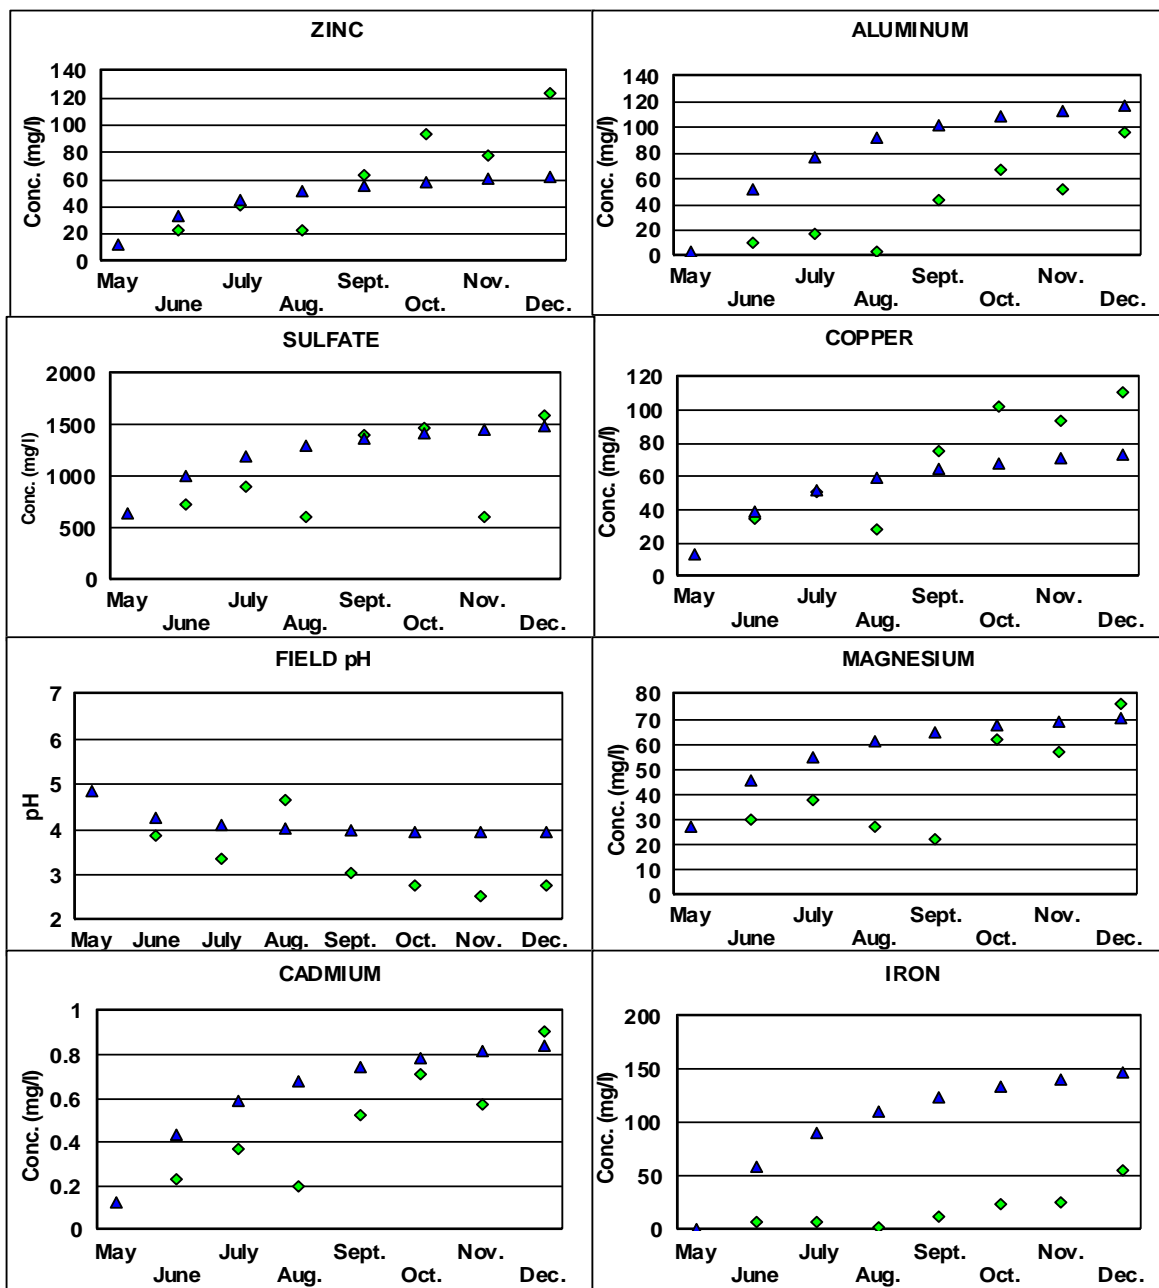 ZINC
Conc. (mg/l)
140
120
100
80
60
40
20
0
May July Sept. Nov.
June Aug. Oct. Dec.
ALUMINUM
Conc. (mg/l)
140
120
100
80
60
40
20
0
May July Sept. Nov.
June Aug. Oct. Dec.
SULFATE
Conc. (mg/l)
2000
1500
1000
500
0
May July Sept. Nov.
June Aug. Oct. Dec.
COPPER
Conc. (mg/l)
120
100
80
60
40
20
0
May July Sept. Nov.
June Aug. Oct. Dec.
FIELD pH
pH
7
6
5
4
3
2
May June July Aug. Sept. Oct. Nov. Dec.
MAGNESIUM
Conc. (mg/l)
80
70
60
50
40
30
20
10
0
May July Sept. Nov.
June Aug. Oct. Dec.
CADMIUM
Conc. (mg/l)
1
0.8
0.6
0.4
0.2
0
May July Sept. Nov.
June Aug. Oct. Dec.
IRON
Conc. (mg/l)
200
150
100
50
0
May July Sept. Nov.
June Aug. Oct. Dec.